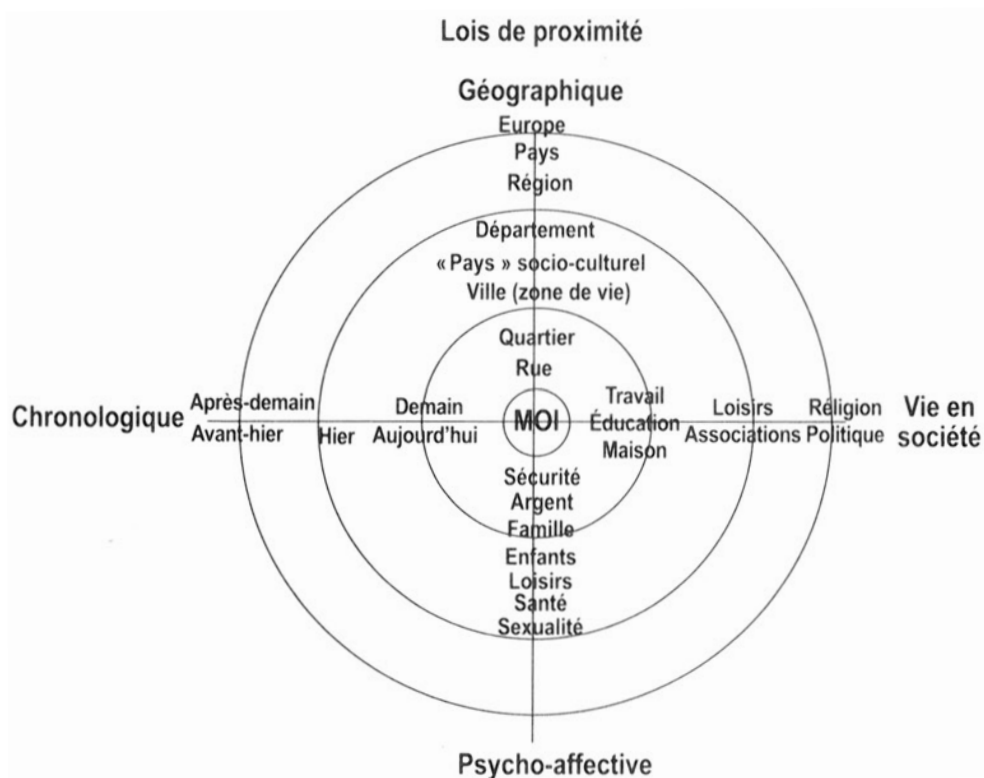 Lois de proximité
Géographique
Europe
Pays
Région
Département
« Pays » socio-culturel
Ville (zone de vie)
Quartier
Rue
Chronologique
Après-demain
Avant-hier
Hier
Demain
Aujourd'hui
MOI
Travail
Éducation
Maison
Loisirs
Associations
Réligion
Politique
Vie en
société
Sécurité
Argent
Famille
Enfants
Loisirs
Santé
Sexualité
Psycho-affective